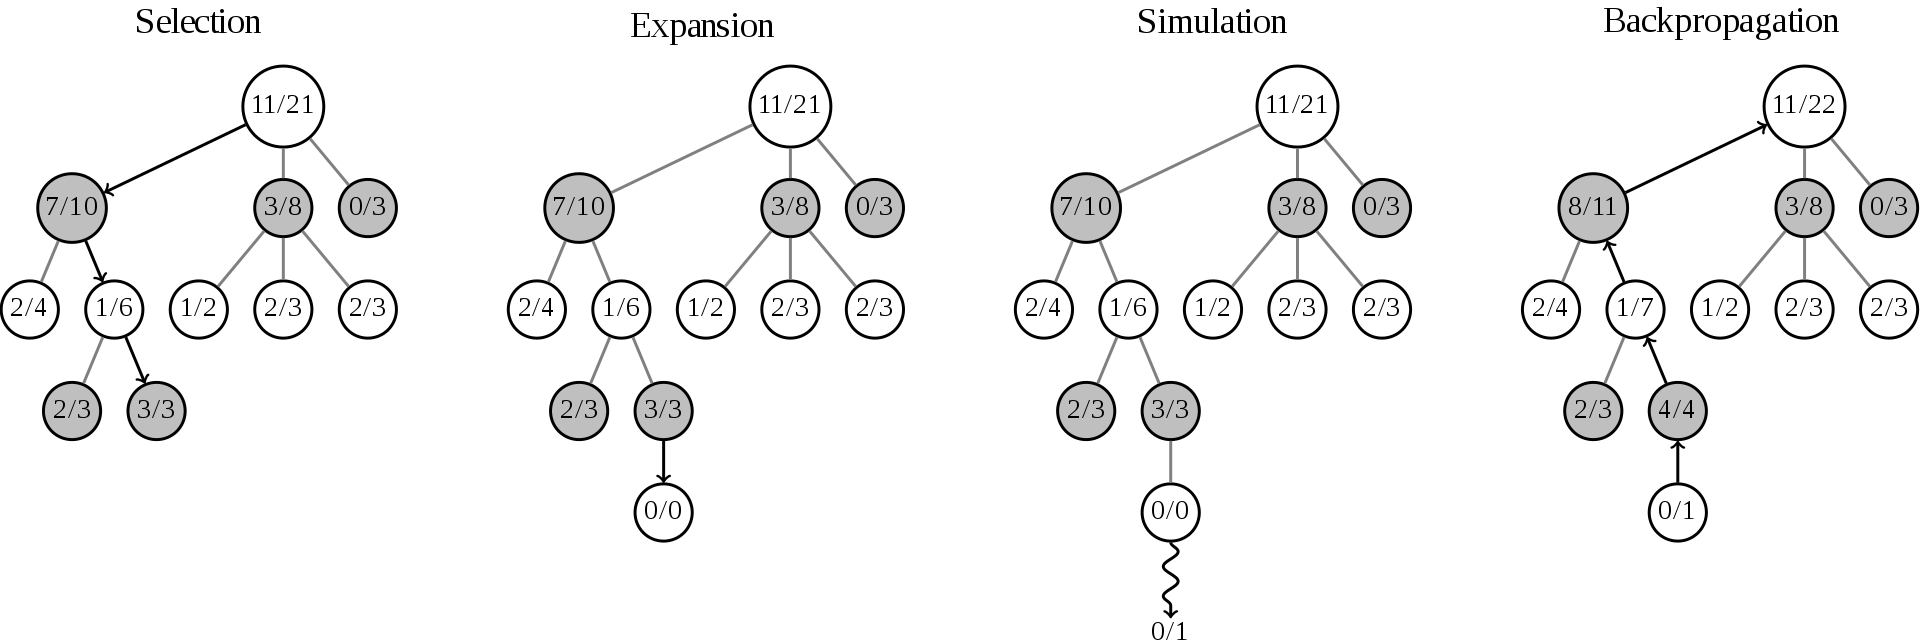 Selection
11/21
7/10 3/8 0/3
2/4 1/6 1/2 2/3 2/3
2/3 3/3
Expansion
11/21
7/10 3/8 0/3
2/4 1/6 1/2 2/3 2/3
2/3 3/3
0/0
Simulation
11/21
7/10 3/8 0/3
2/4 1/6 1/2 2/3 2/3
2/3 3/3
0/0
0/1
Backpropagation
11/22
8/11 3/8 0/3
2/4 1/7 1/2 2/3 2/3
2/3 4/4
0/1